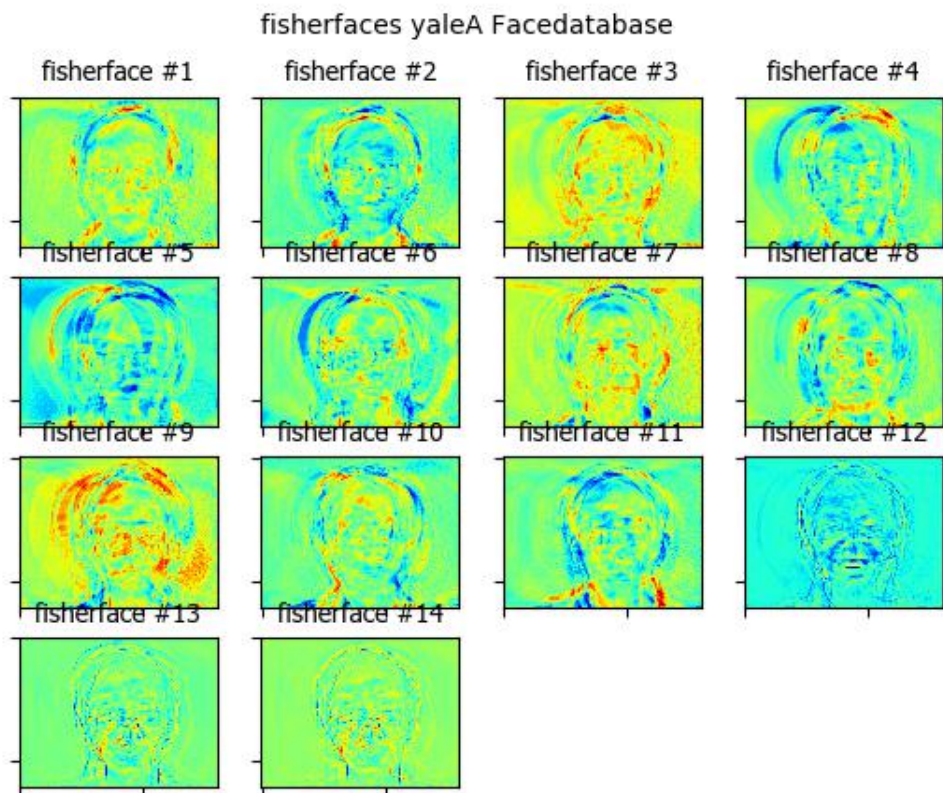 fisherfaces yaleA Facedatabase
fisherface #1 fisherface #2 fisherface #3 fisherface #4
fisherface #5 fisherface #6 fisherface #7 fisherface #8
fisherface #9 fisherface #10 fisherface #11 fisherface #12
fisherface #13 fisherface #14